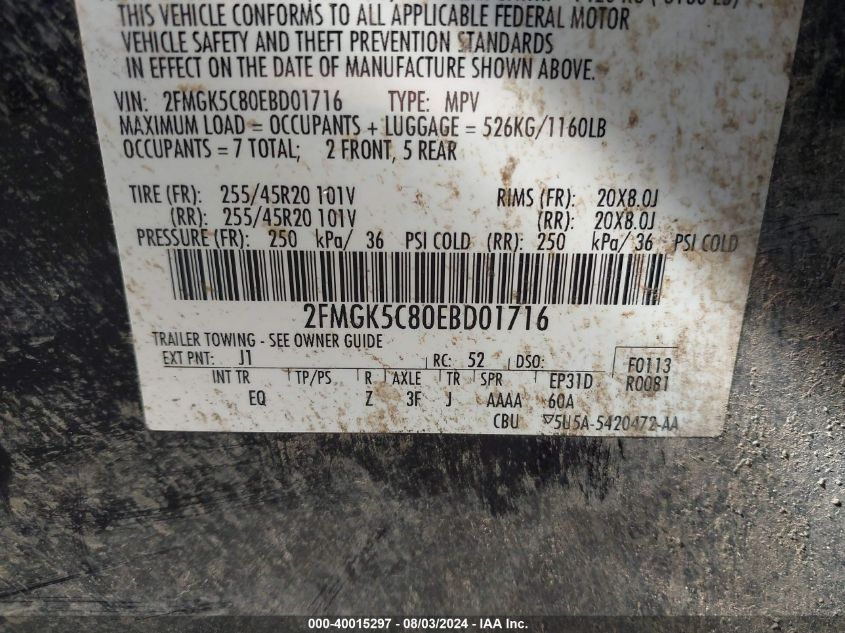 THIS VEHICLE CONFORMS TO ALL APPLICABLE FEDERAL MOTOR
VEHICLE SAFETY AND THEFT PREVENTION STANDARDS
IN EFFECT ON THE DATE OF MANUFACTURE SHOWN ABOVE.
VIN: 2FMGK5C80EBD01716 TYPE: MPV
MAXIMUM LOAD = OCCUPANTS + LUGGAGE = 526KG/1160LB
OCCUPANTS = 7 TOTAL; 2 FRONT, 5 REAR
TIRE (FR): 255/45R20 101V RIMS (FR): 20X8.0J
(RR): 255/45R20 101V (RR): 20X8.0J
PRESSURE (FR): 250 kPa/ 36 PSI COLD (RR): 250 kPa/ 36 PSI COLD
2FMGK5C80EBD01716
TRAILER TOWING - SEE OWNER GUIDE
EXT PNT: J1 RC: 52 DSO: F0113
INT TR TP/PS R AXLE TR SPR EP31D R0081
EQ Z 3F J AAAA 60A
CBU ▽5U5A-5420472-AA
000-40015297 - 08/03/2024 - IAA Inc.